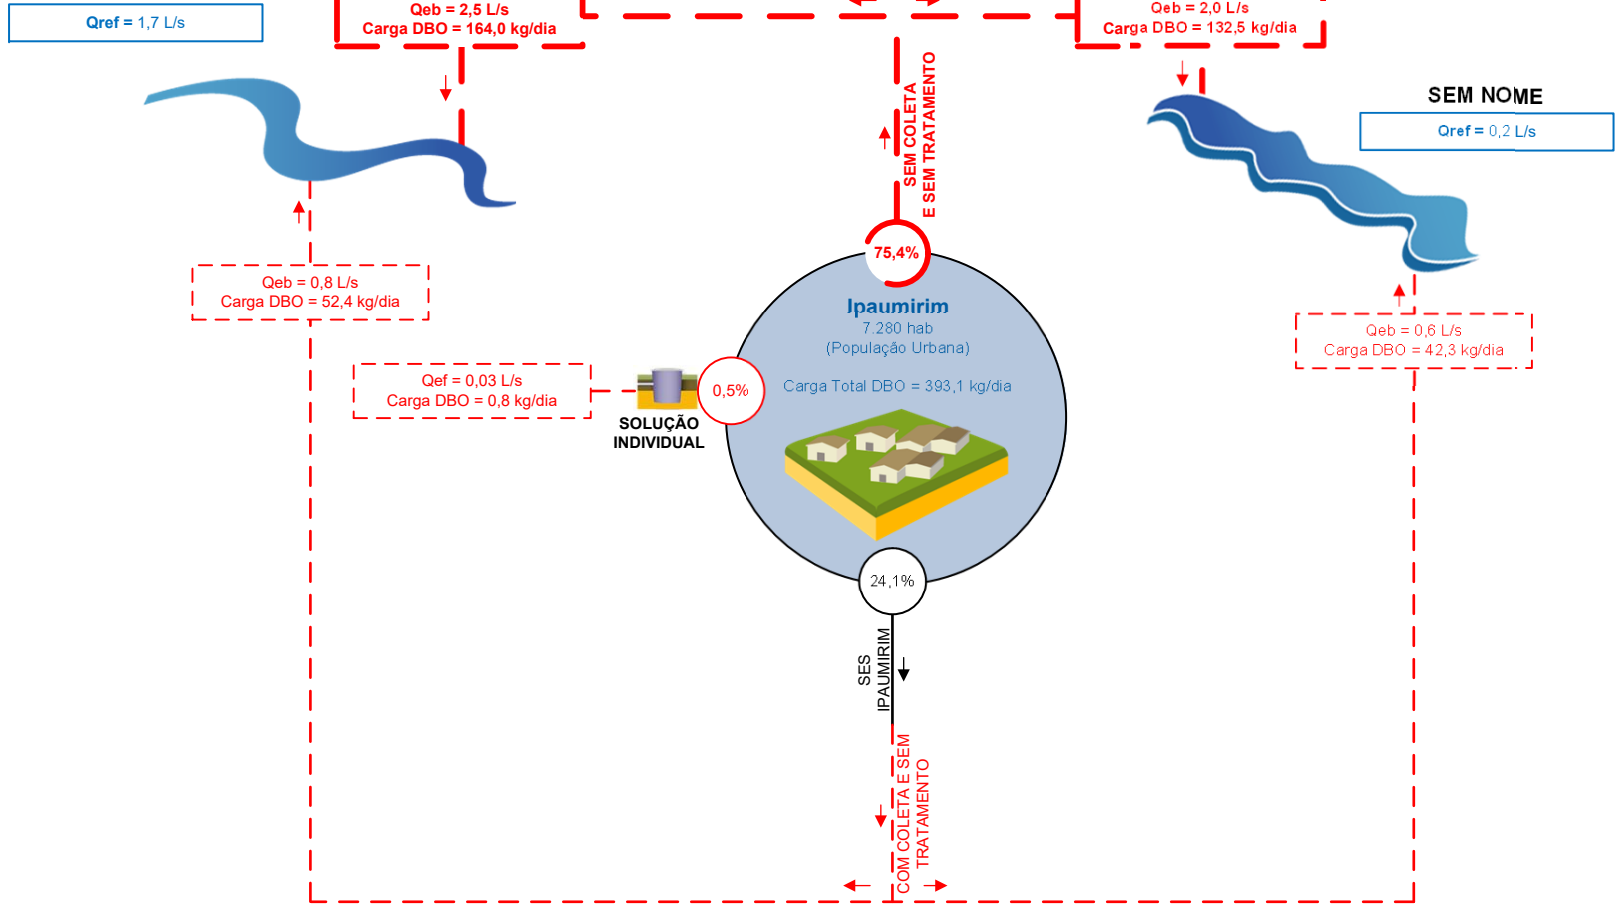 Qeb = 2,5 L/s
Carga DBO = 164,0 kg/dia
Qeb = 2,0 L/s
Carga DBO = 132,5 kg/dia
Qref = 1,7 L/s
SEM COLETA
E SEM TRATAMENTO
SEM NOME
Qref = 0,2 L/s
75,4%
Qeb = 0,8 L/s
Carga DBO = 52,4 kg/dia
Ipaumirim
7.280 hab
(População Urbana)
Carga Total DBO = 393,1 kg/dia
Qeb = 0,6 L/s
Carga DBO = 42,3 kg/dia
Qef = 0,03 L/s
Carga DBO = 0,8 kg/dia
0,5%
SOLUÇÃO
INDIVIDUAL
24,1%
SES
IPAUMIRIM
COM COLETA E SEM
TRATAMENTO